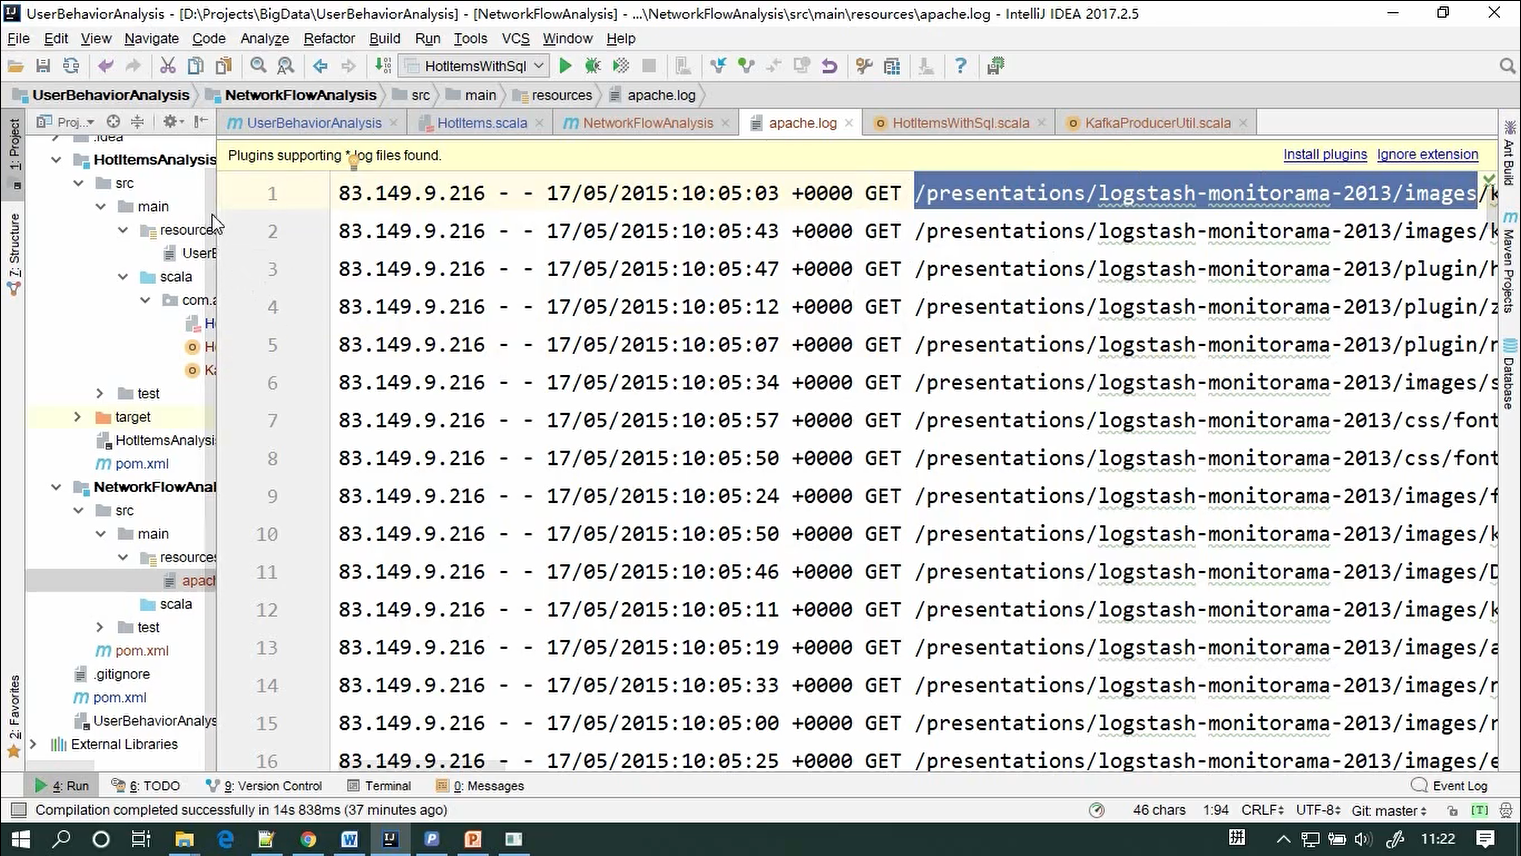 UserBehaviorAnalysis - [D:\Projects\BigData\UserBehaviorAnalysis] - [NetworkFlowAnalysis] - ...\NetworkFlowAnalysis\src\main\resources\apache.log - IntelliJ IDEA 2017.2.5
File Edit View Navigate Code Analyze Refactor Build Run Tools VCS Window Help
HotItemsWithSql
UserBehaviorAnalysis NetworkFlowAnalysis src main resources apache.log
Proj... UserBehaviorAnalysis HotItems.scala NetworkFlowAnalysis apache.log HotItemsWithSql.scala KafkaProducerUtil.scala
1: Project
7: Structure
2: Favorites
.idea
HotItemsAnalysis
src
main
resources
UserB
scala
com.a
H
H
Ka
test
target
HotItemsAnalysis
pom.xml
NetworkFlowAnal
src
main
resources
apach
scala
test
pom.xml
.gitignore
pom.xml
UserBehaviorAnalys
External Libraries
Plugins supporting *.log files found. Install plugins Ignore extension
1 83.149.9.216 - - 17/05/2015:10:05:03 +0000 GET /presentations/logstash-monitorama-2013/images/k
2 83.149.9.216 - - 17/05/2015:10:05:43 +0000 GET /presentations/logstash-monitorama-2013/images/k
3 83.149.9.216 - - 17/05/2015:10:05:47 +0000 GET /presentations/logstash-monitorama-2013/plugin/h
4 83.149.9.216 - - 17/05/2015:10:05:12 +0000 GET /presentations/logstash-monitorama-2013/plugin/z
5 83.149.9.216 - - 17/05/2015:10:05:07 +0000 GET /presentations/logstash-monitorama-2013/plugin/n
6 83.149.9.216 - - 17/05/2015:10:05:34 +0000 GET /presentations/logstash-monitorama-2013/images/s
7 83.149.9.216 - - 17/05/2015:10:05:57 +0000 GET /presentations/logstash-monitorama-2013/css/font
8 83.149.9.216 - - 17/05/2015:10:05:50 +0000 GET /presentations/logstash-monitorama-2013/css/font
9 83.149.9.216 - - 17/05/2015:10:05:24 +0000 GET /presentations/logstash-monitorama-2013/images/f
10 83.149.9.216 - - 17/05/2015:10:05:50 +0000 GET /presentations/logstash-monitorama-2013/images/k
11 83.149.9.216 - - 17/05/2015:10:05:46 +0000 GET /presentations/logstash-monitorama-2013/images/D
12 83.149.9.216 - - 17/05/2015:10:05:11 +0000 GET /presentations/logstash-monitorama-2013/images/k
13 83.149.9.216 - - 17/05/2015:10:05:19 +0000 GET /presentations/logstash-monitorama-2013/images/a
14 83.149.9.216 - - 17/05/2015:10:05:33 +0000 GET /presentations/logstash-monitorama-2013/images/r
15 83.149.9.216 - - 17/05/2015:10:05:00 +0000 GET /presentations/logstash-monitorama-2013/images/r
16 83.149.9.216 - - 17/05/2015:10:05:25 +0000 GET /presentations/logstash-monitorama-2013/images/e
Ant Build
Maven Projects
Database
4: Run 6: TODO 9: Version Control Terminal 0: Messages Event Log
Compilation completed successfully in 14s 838ms (37 minutes ago) 46 chars 1:94 CRLF UTF-8 Git: master [T]
11:22